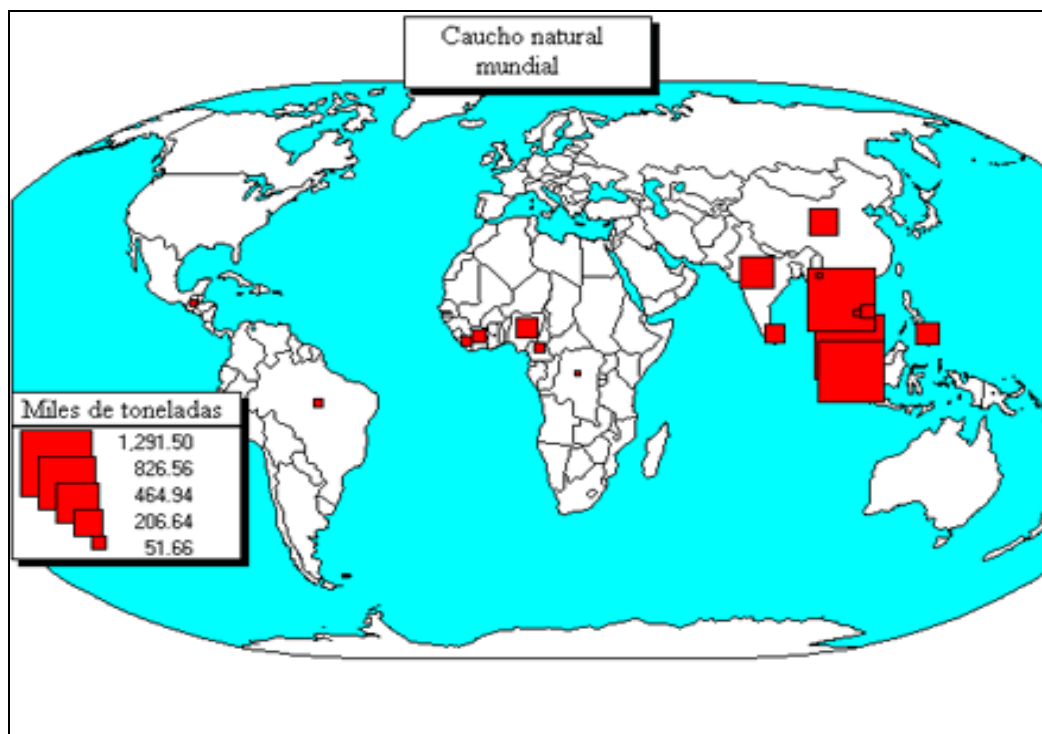 Caucho natural
mundial
Miles de toneladas
1,291.50
826.56
464.94
206.64
51.66